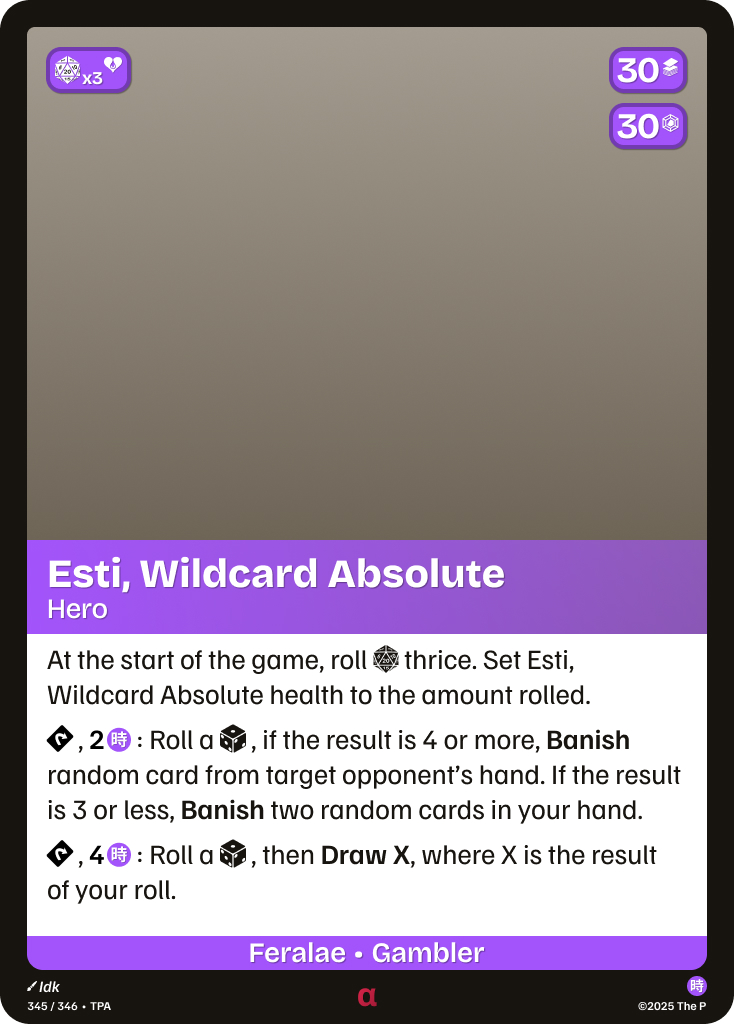 x3
30
30
Esti, Wildcard Absolute
Hero
At the start of the game, roll 20 thrice. Set Esti,
Wildcard Absolute health to the amount rolled.
, 2 時 : Roll a , if the result is 4 or more, Banish
random card from target opponent’s hand. If the result
is 3 or less, Banish two random cards in your hand.
, 4 時 : Roll a , then Draw X, where X is the result
of your roll.
Feralae • Gambler
Idk
345 / 346 • TPA
α
時
©2025 The P